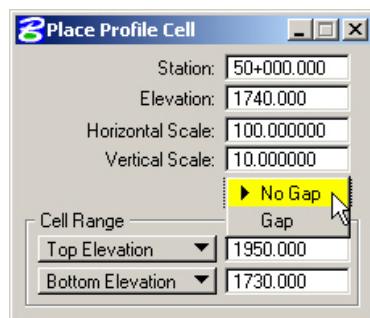 Place Profile Cell
Station: 50+000.000
Elevation: 1740.000
Horizontal Scale: 100.000000
Vertical Scale: 10.000000
No Gap
Gap
Cell Range
Top Elevation 1950.000
Bottom Elevation 1730.000